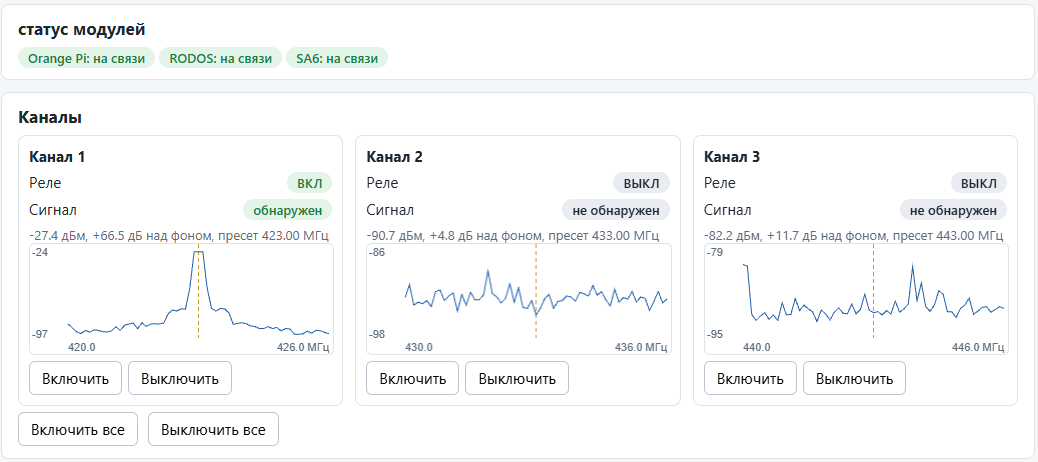 статус модулей
Orange Pi: на связи RODOS: на связи SA6: на связи
Каналы
Канал 1
Реле ВКЛ
Сигнал обнаружен
-27.4 дБм, +66.5 дБ над фоном, пресет 423.00 МГц
-24
-97
420.0 426.0 МГц
Включить Выключить
Канал 2
Реле ВЫКЛ
Сигнал не обнаружен
-90.7 дБм, +4.8 дБ над фоном, пресет 433.00 МГц
-86
-98
430.0 436.0 МГц
Включить Выключить
Канал 3
Реле ВЫКЛ
Сигнал не обнаружен
-82.2 дБм, +11.7 дБ над фоном, пресет 443.00 МГц
-79
-95
440.0 446.0 МГц
Включить Выключить
Включить все Выключить все